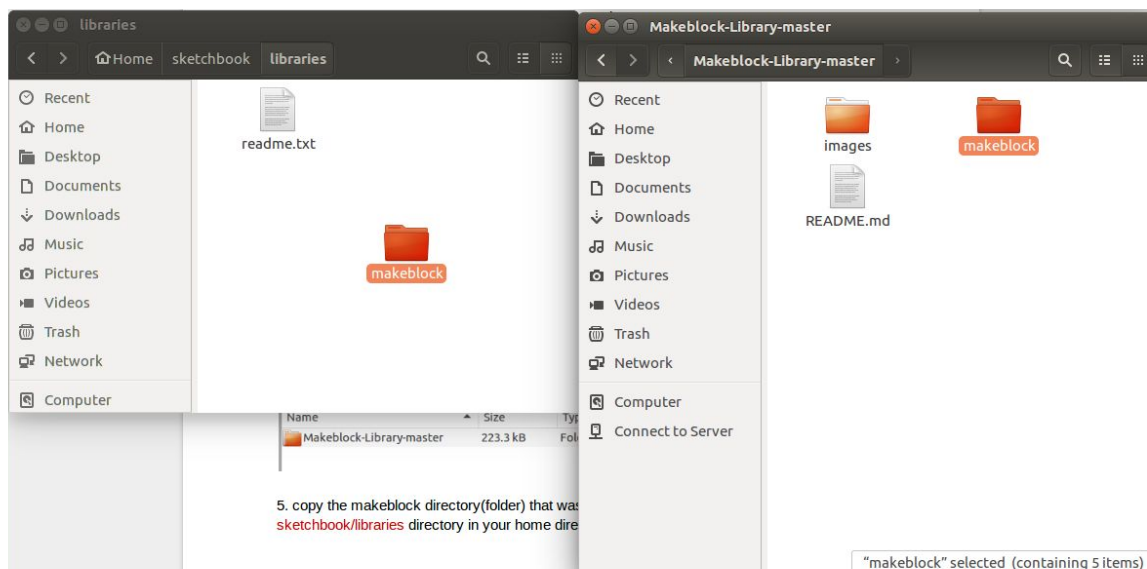 libraries
Home sketchbook libraries
Recent
Home
Desktop
Documents
Downloads
Music
Pictures
Videos
Trash
Network
Computer
readme.txt
makeblock
Makeblock-Library-master
Makeblock-Library-master
Recent
Home
Desktop
Documents
Downloads
Music
Pictures
Videos
Trash
Network
Computer
Connect to Server
images makeblock
README.md
"makeblock" selected (containing 5 items)
Name Size
Makeblock-Library-master 223.3 kB
5. copy the makeblock directory(folder) that was
sketchbook/libraries directory in your home